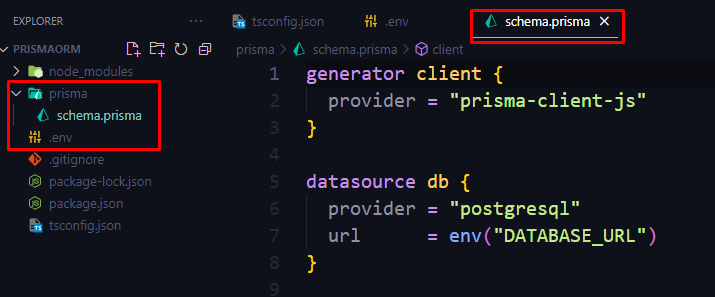 EXPLORER
PRISMAORM
node_modules
prisma
schema.prisma
.env
.gitignore
package-lock.json
package.json
tsconfig.json
tsconfig.json .env schema.prisma
prisma > schema.prisma > client
1 generator client {
2 provider = "prisma-client-js"
3 }
4
5 datasource db {
6 provider = "postgresql"
7 url = env("DATABASE_URL")
8 }